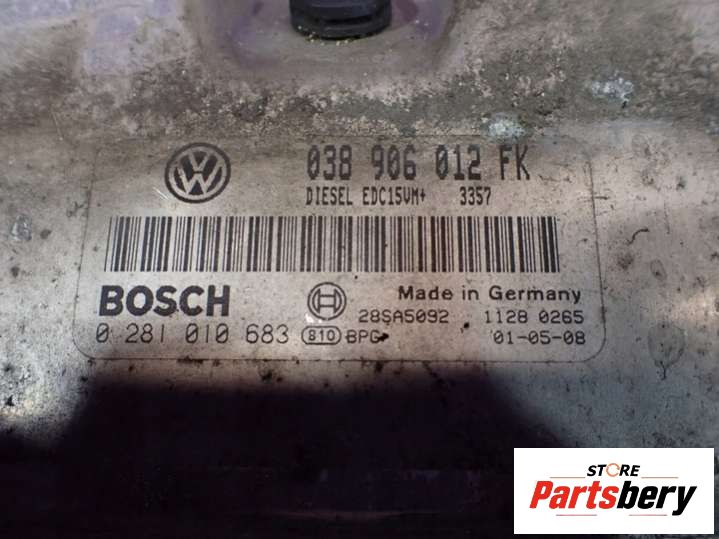 038 906 012 FK
DIESEL EDC15VM+ 3357
BOSCH
Made in Germany
28SA5092 1128 0265
0 281 010 683 810 BPG 01-05-08
STORE
Partsbery